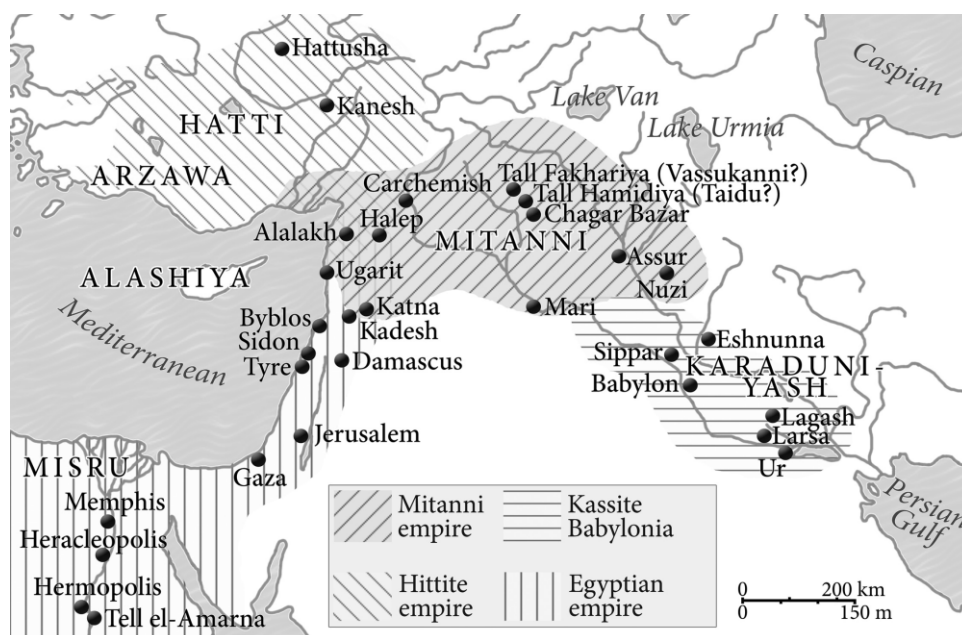 Hattusha
Caspian
Lake Van
Kanesh
HATTI
Lake Urmia
ARZAWA
Tall Fakhariya (Vassukanni?)
Carchemish
Tall Hamidiya (Taidu?)
Chagar Bazar
Halep
Alalakh
MITANNI
Assur
ALASHIYA
Ugarit
Nuzi
Mediterranean
Katna
Mari
Byblos
Kadesh
Sidon
Eshnunna
Tyre
Damascus
Sippar
KARADUNI-
YASH
Babylon
Lagash
Jerusalem
Larsa
MISRU
Gaza
Ur
Memphis
Persian
Gulf
Heracleopolis
Hermopolis
Tell el-Amarna
Mitanni
empire
Kassite
Babylonia
Hittite
empire
Egyptian
empire
0 200 km
0 150 m